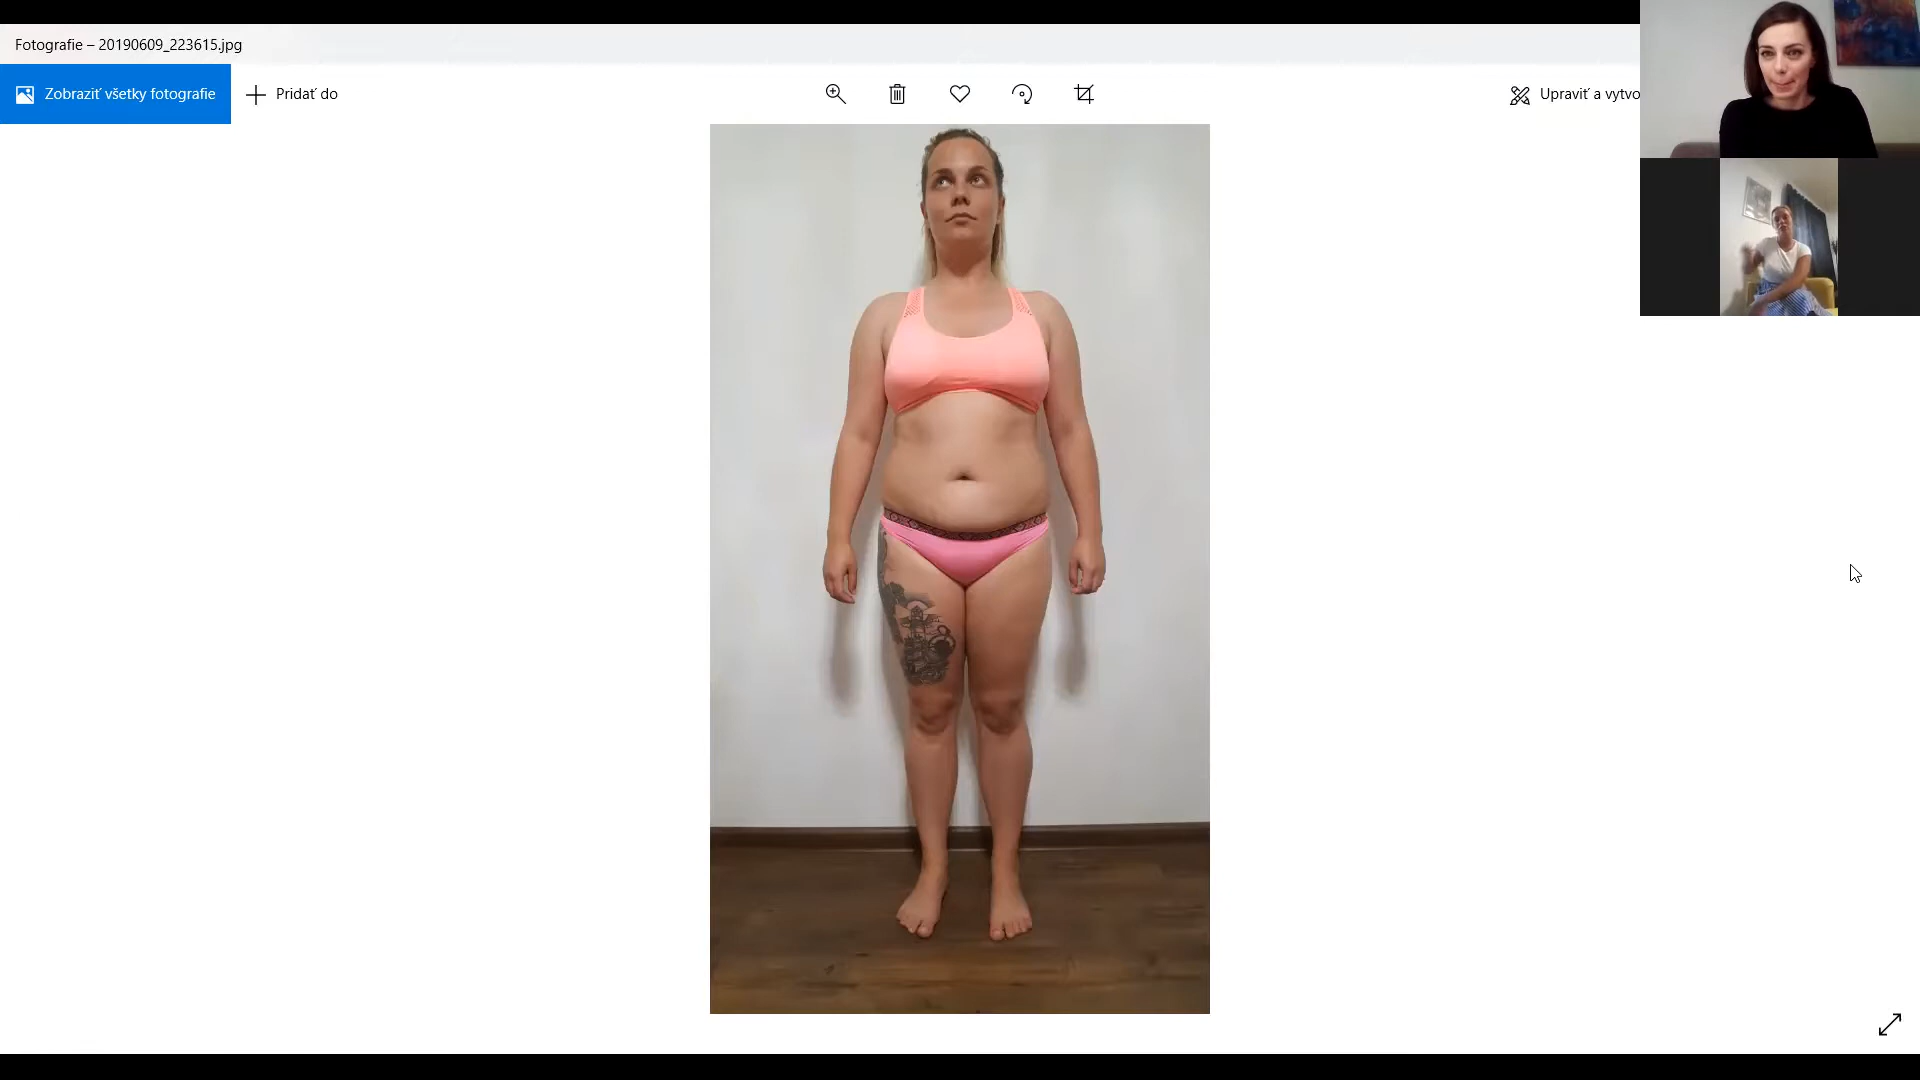 Fotografie – 20190609_223615.jpg
Zobraziť všetky fotografie
Pridať do
Upraviť a vytvo